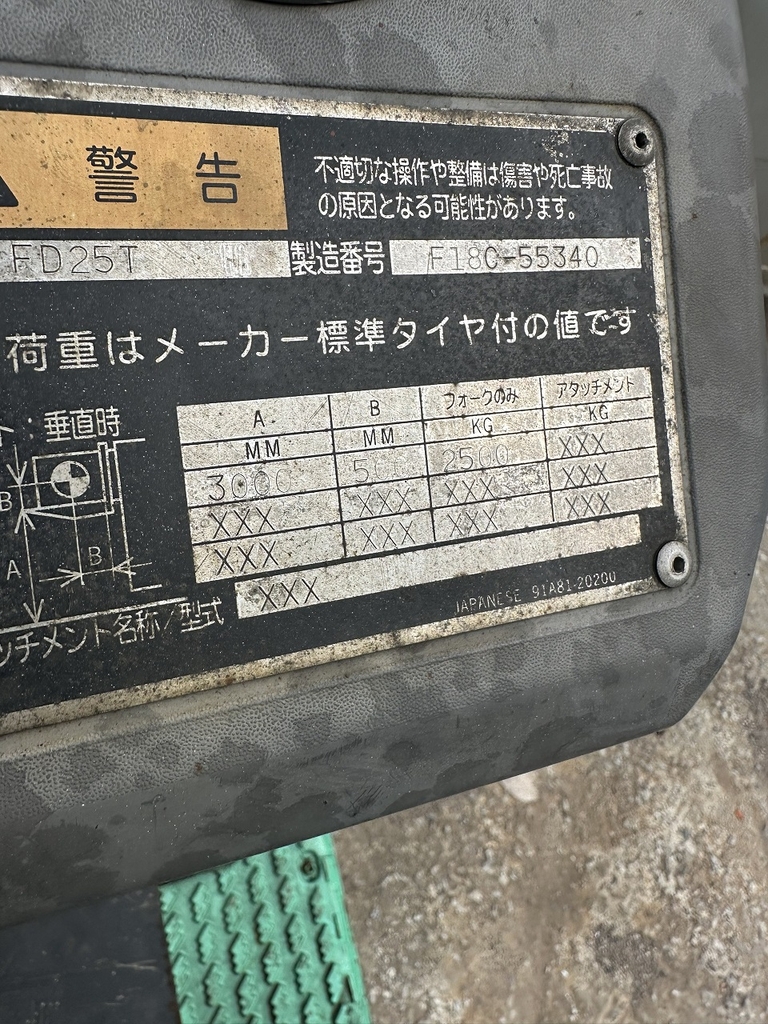 警告
不適切な操作や整備は傷害や死亡事故
の原因となる可能性があります。
FD25T 製造番号 F18C-55340
荷重はメーカー標準タイヤ付の値です
ト:垂直時
A B フォークのみ アタッチメント
MM MM KG KG
3000 500 2500 XXX
XXX XXX XXX XXX
XXX XXX XXX
B
A
B
XXX
ッチメント名称/型式
JAPANESE 91A81-20200